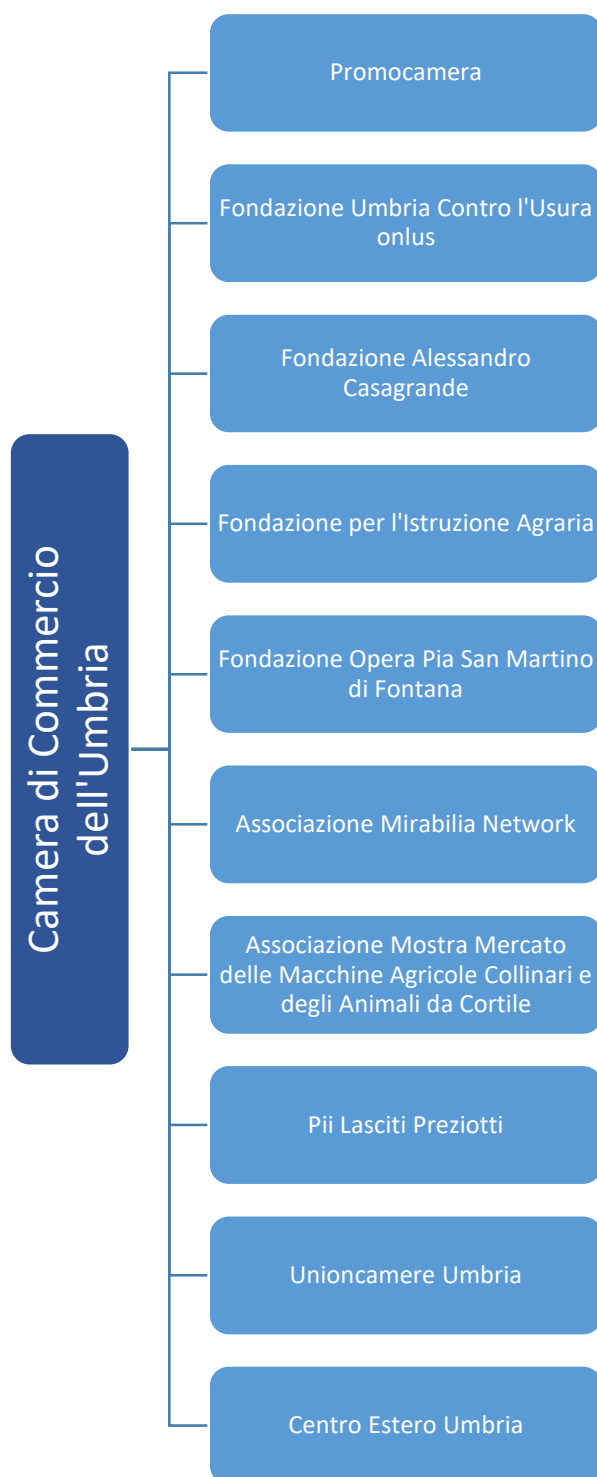 Camera di Commercio
dell'Umbria
Promocamera
Fondazione Umbria Contro l'Usura
onlus
Fondazione Alessandro
Casagrande
Fondazione per l'Istruzione Agraria
Fondazione Opera Pia San Martino
di Fontana
Associazione Mirabilia Network
Associazione Mostra Mercato
delle Macchine Agricole Collinari e
degli Animali da Cortile
Pii Lasciti Preziotti
Unioncamere Umbria
Centro Estero Umbria